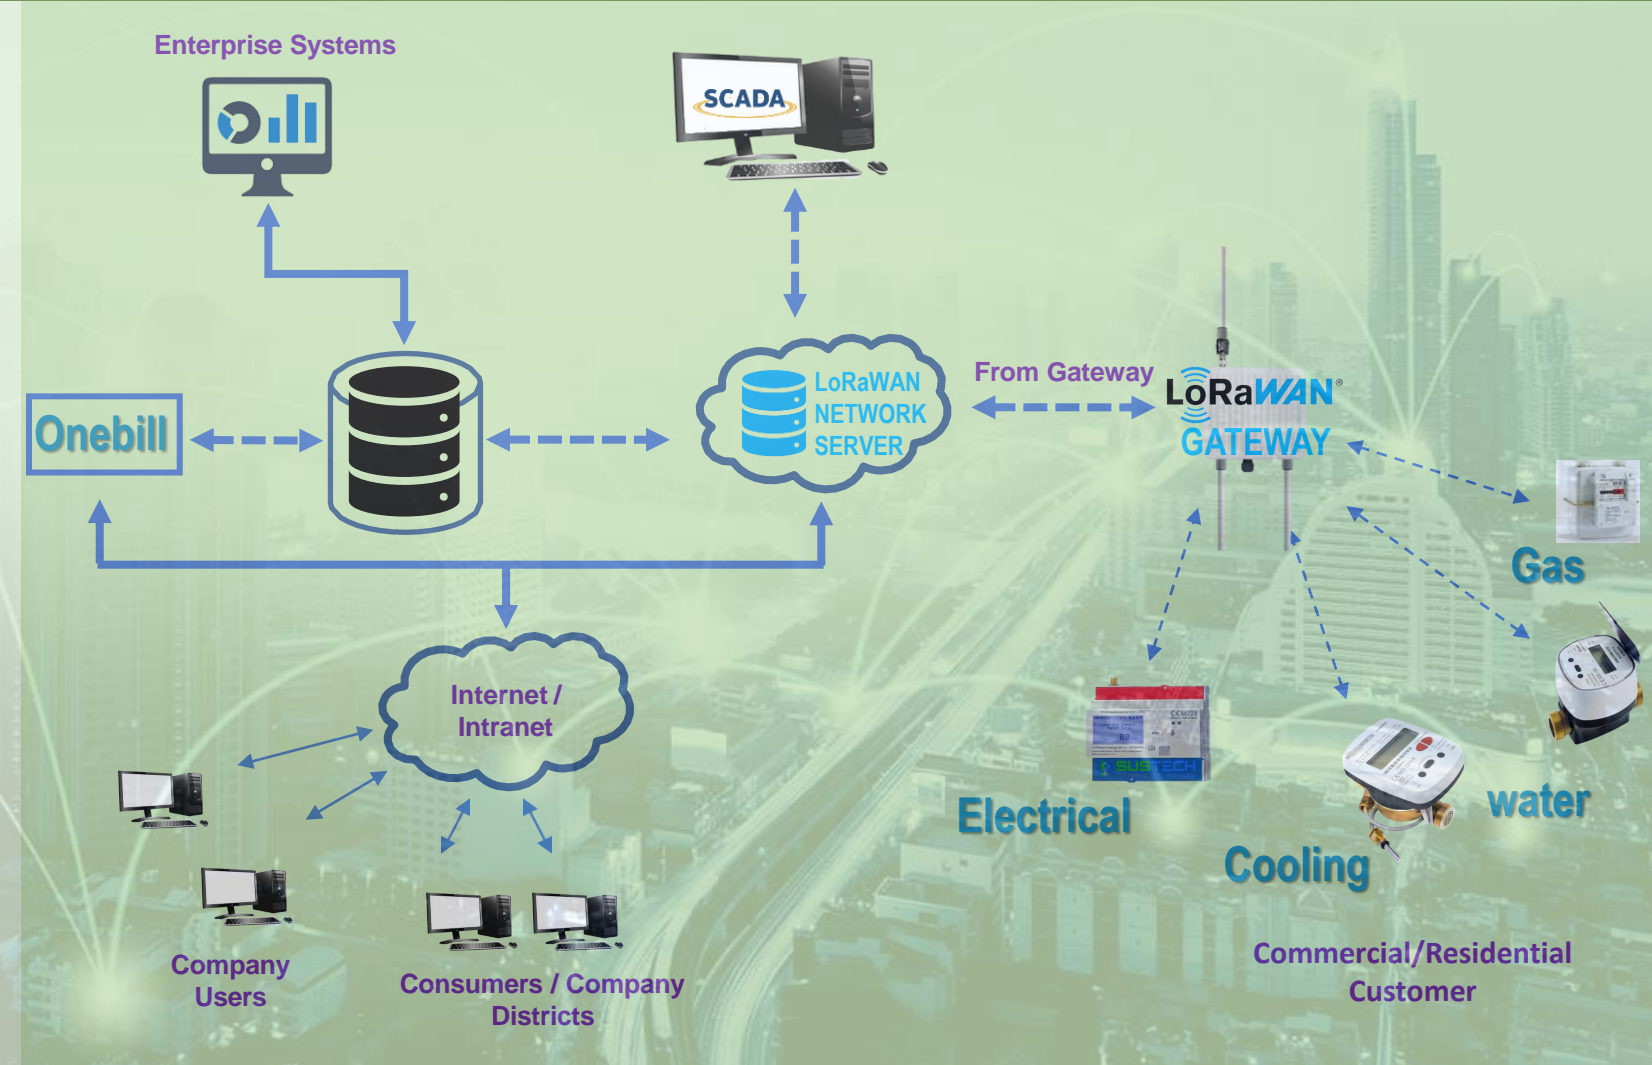 Enterprise Systems
SCADA
From Gateway
LoRaWAN®
GATEWAY
LoRaWAN
NETWORK
SERVER
Onebill
Gas
Internet /
Intranet
SUSTECH
Electrical
water
Cooling
Company
Users
Consumers / Company
Districts
Commercial/Residential
Customer